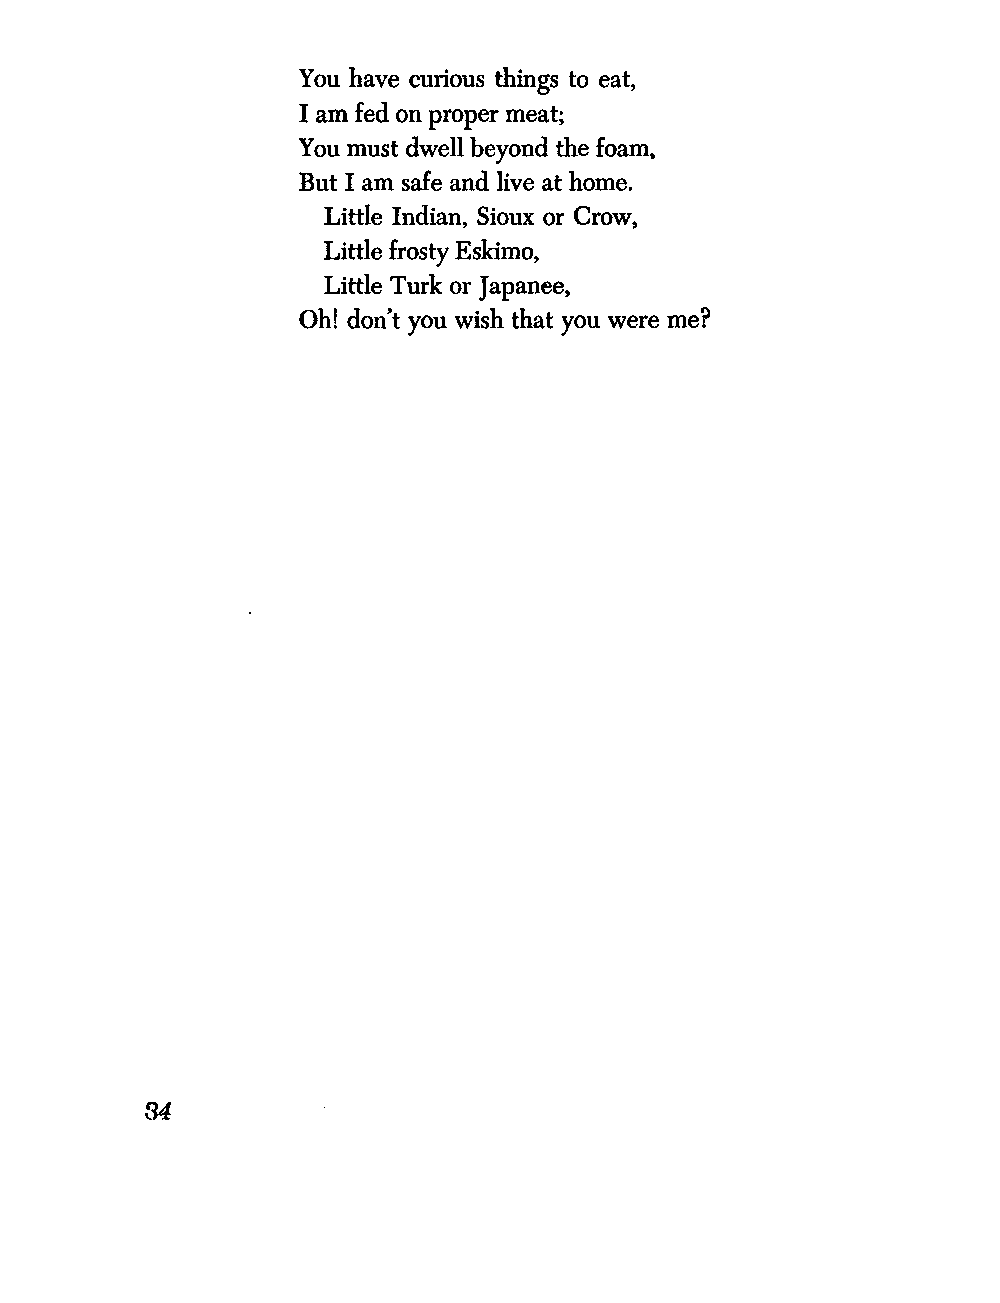 You have curious things to eat,
I am fed on proper meat;
You must dwell beyond the foam,
But I am safe and live at home.
Little Indian, Sioux or Crow,
Little frosty Eskimo,
Little Turk or Japanee,
Oh! don't you wish that you were me?
34